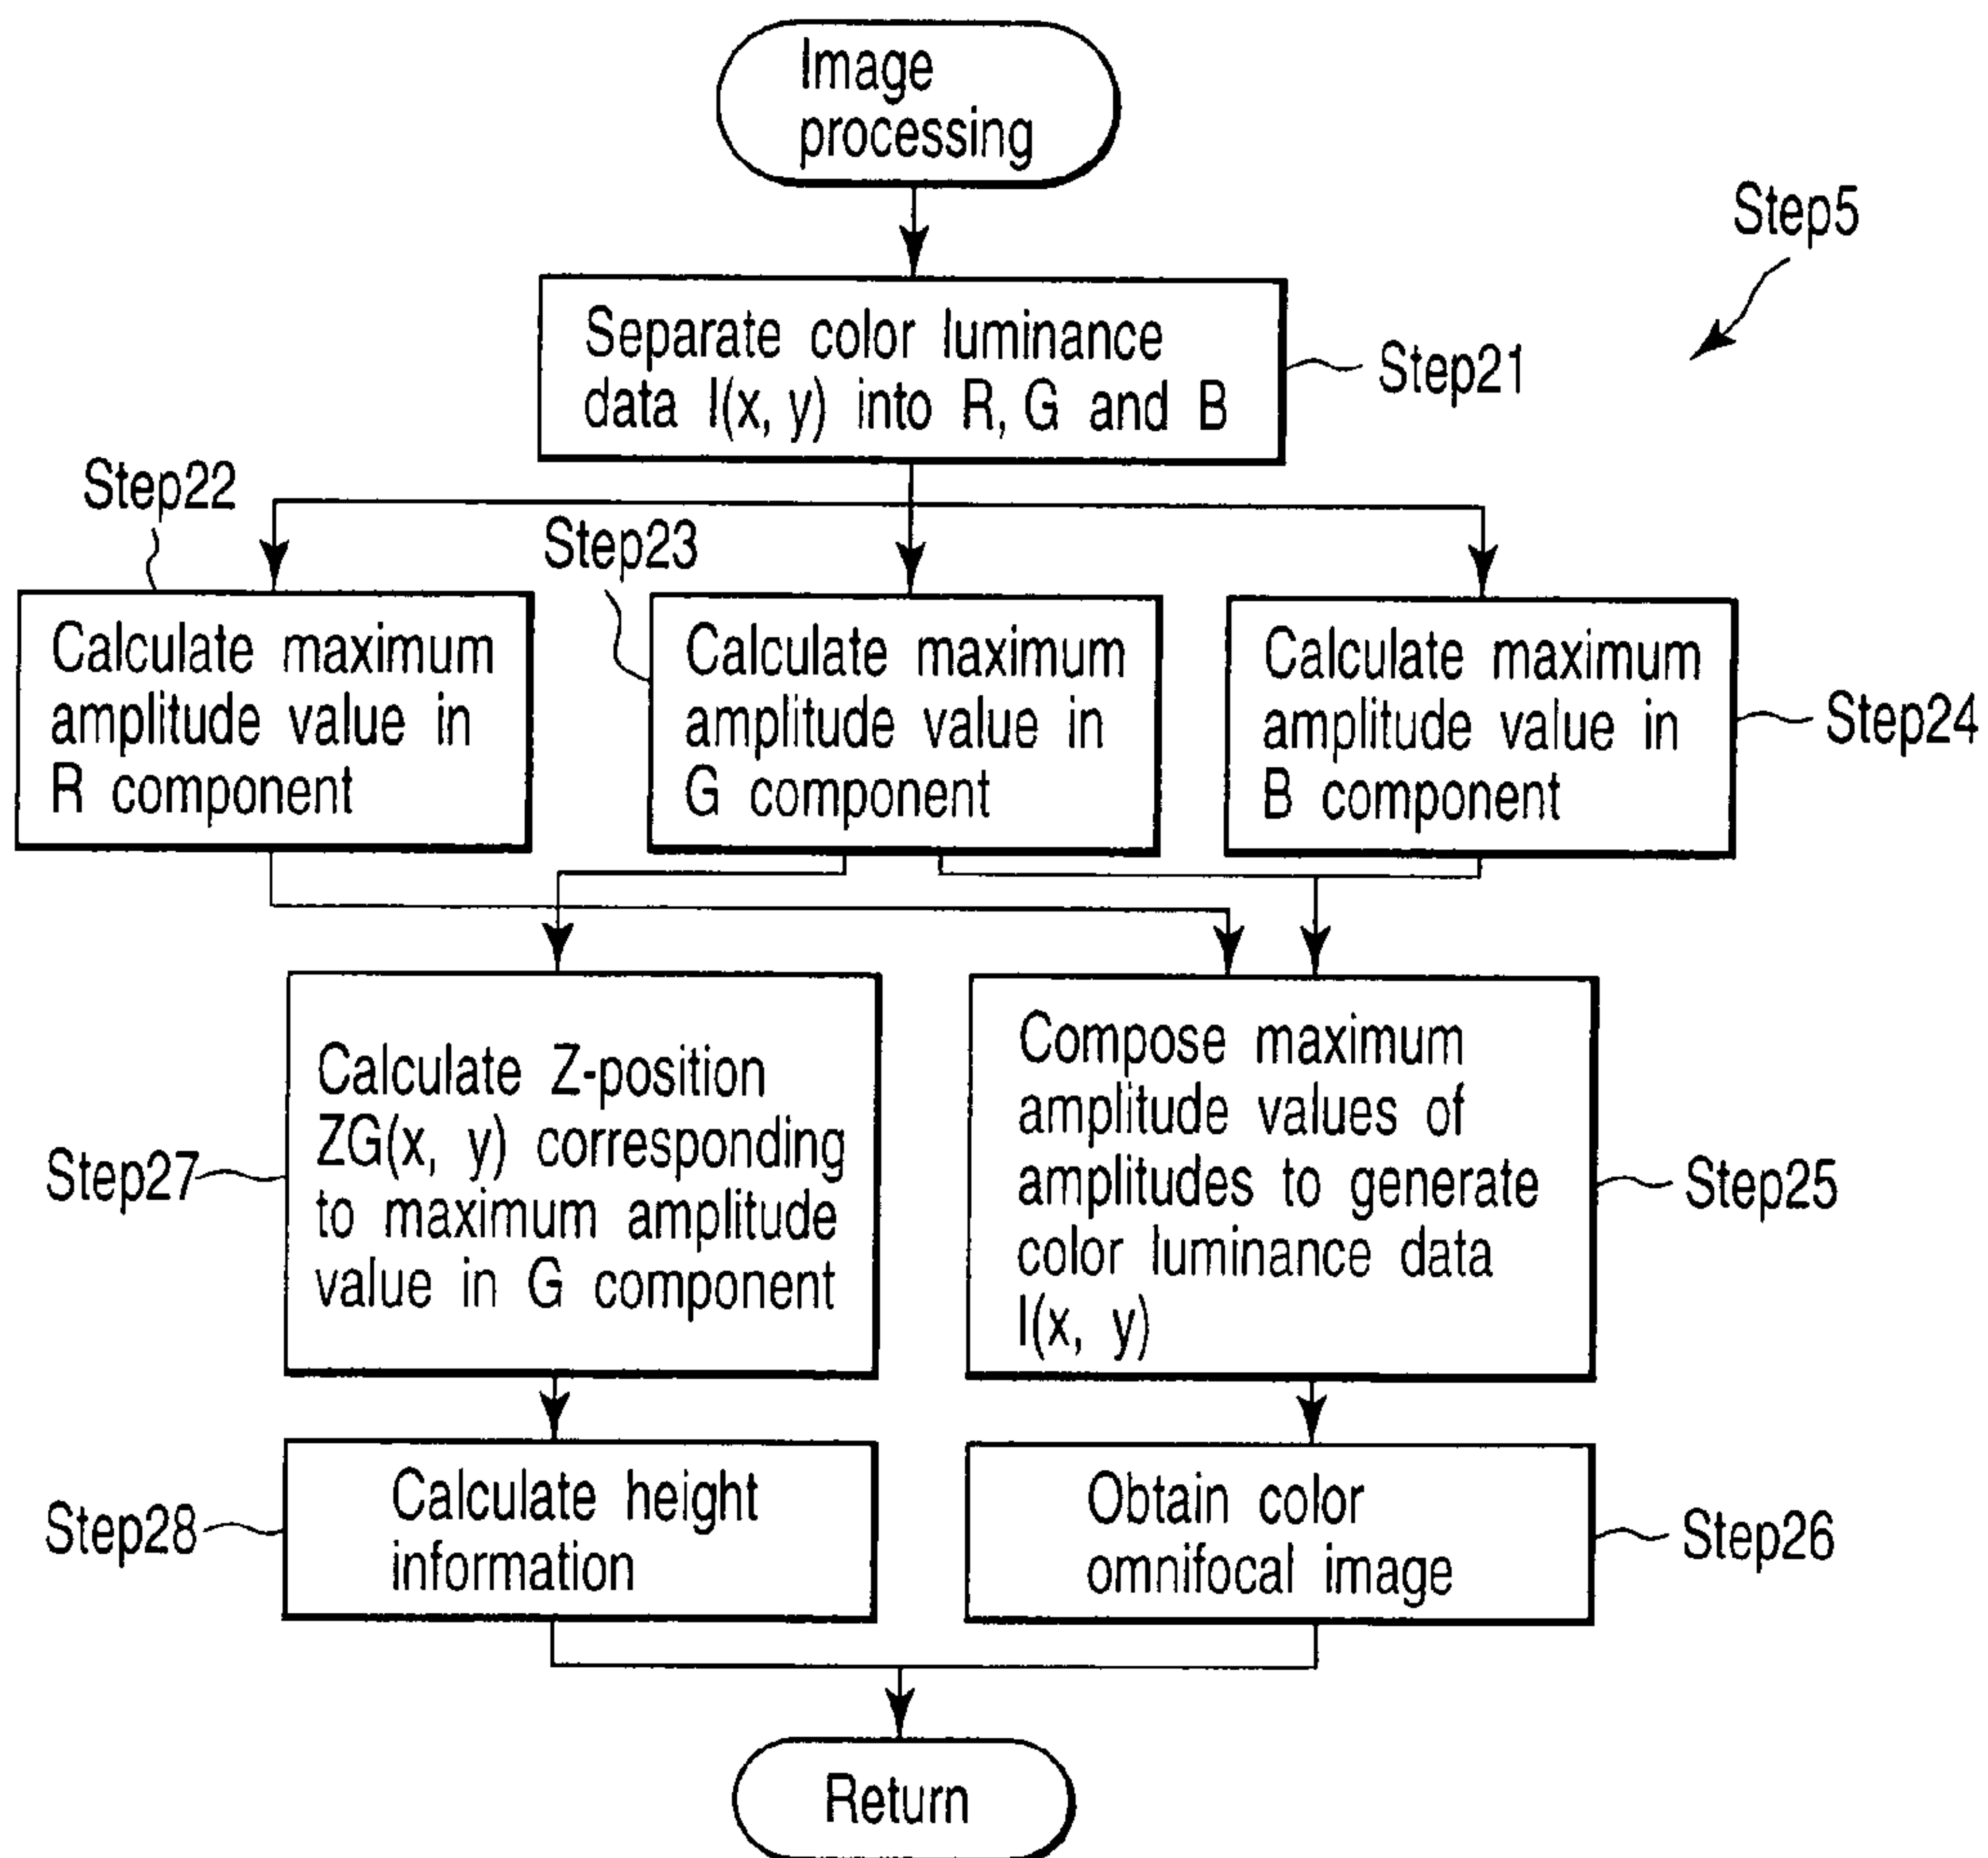 Image
processing
Step5
Separate color luminance
data I(x, y) into R, G and B
Step21
Step22
Step23
Calculate maximum
amplitude value in
R component
Calculate maximum
amplitude value in
G component
Calculate maximum
amplitude value in
B component
Step24
Step27
Calculate Z-position
ZG(x, y) corresponding
to maximum amplitude
value in G component
Compose maximum
amplitude values of
amplitudes to generate
color luminance data
I(x, y)
Step25
Step28
Calculate height
information
Obtain color
omnifocal image
Step26
Return